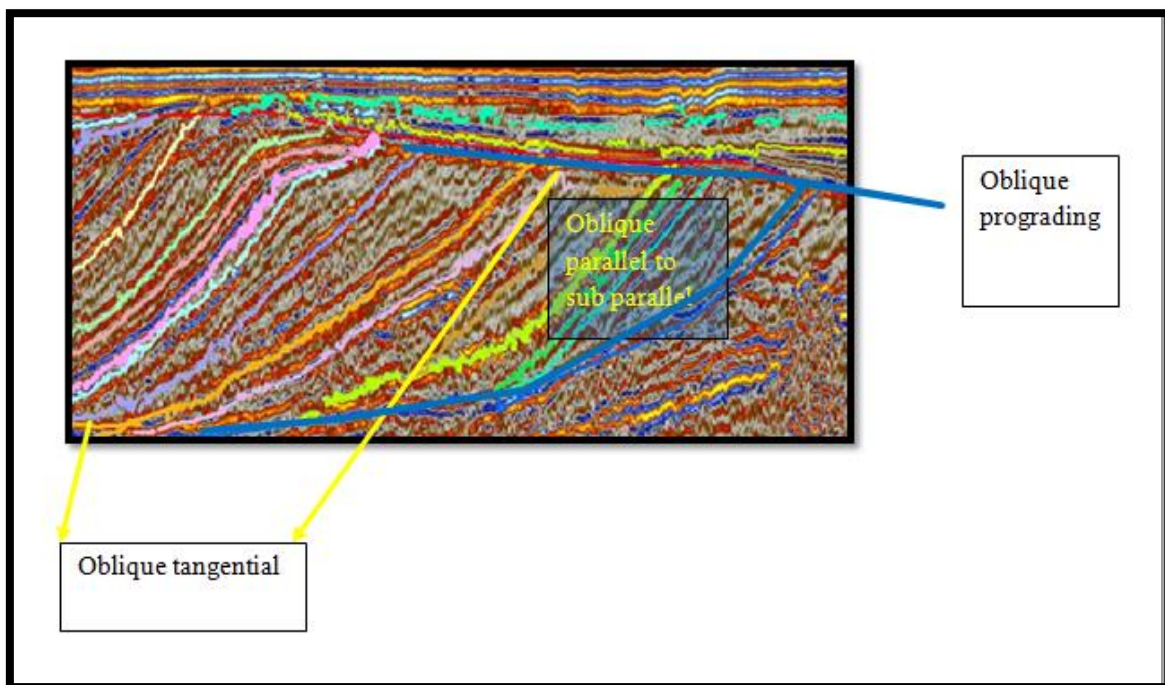 Oblique
prograding
Oblique
parallel to
sub parallel
Oblique tangential